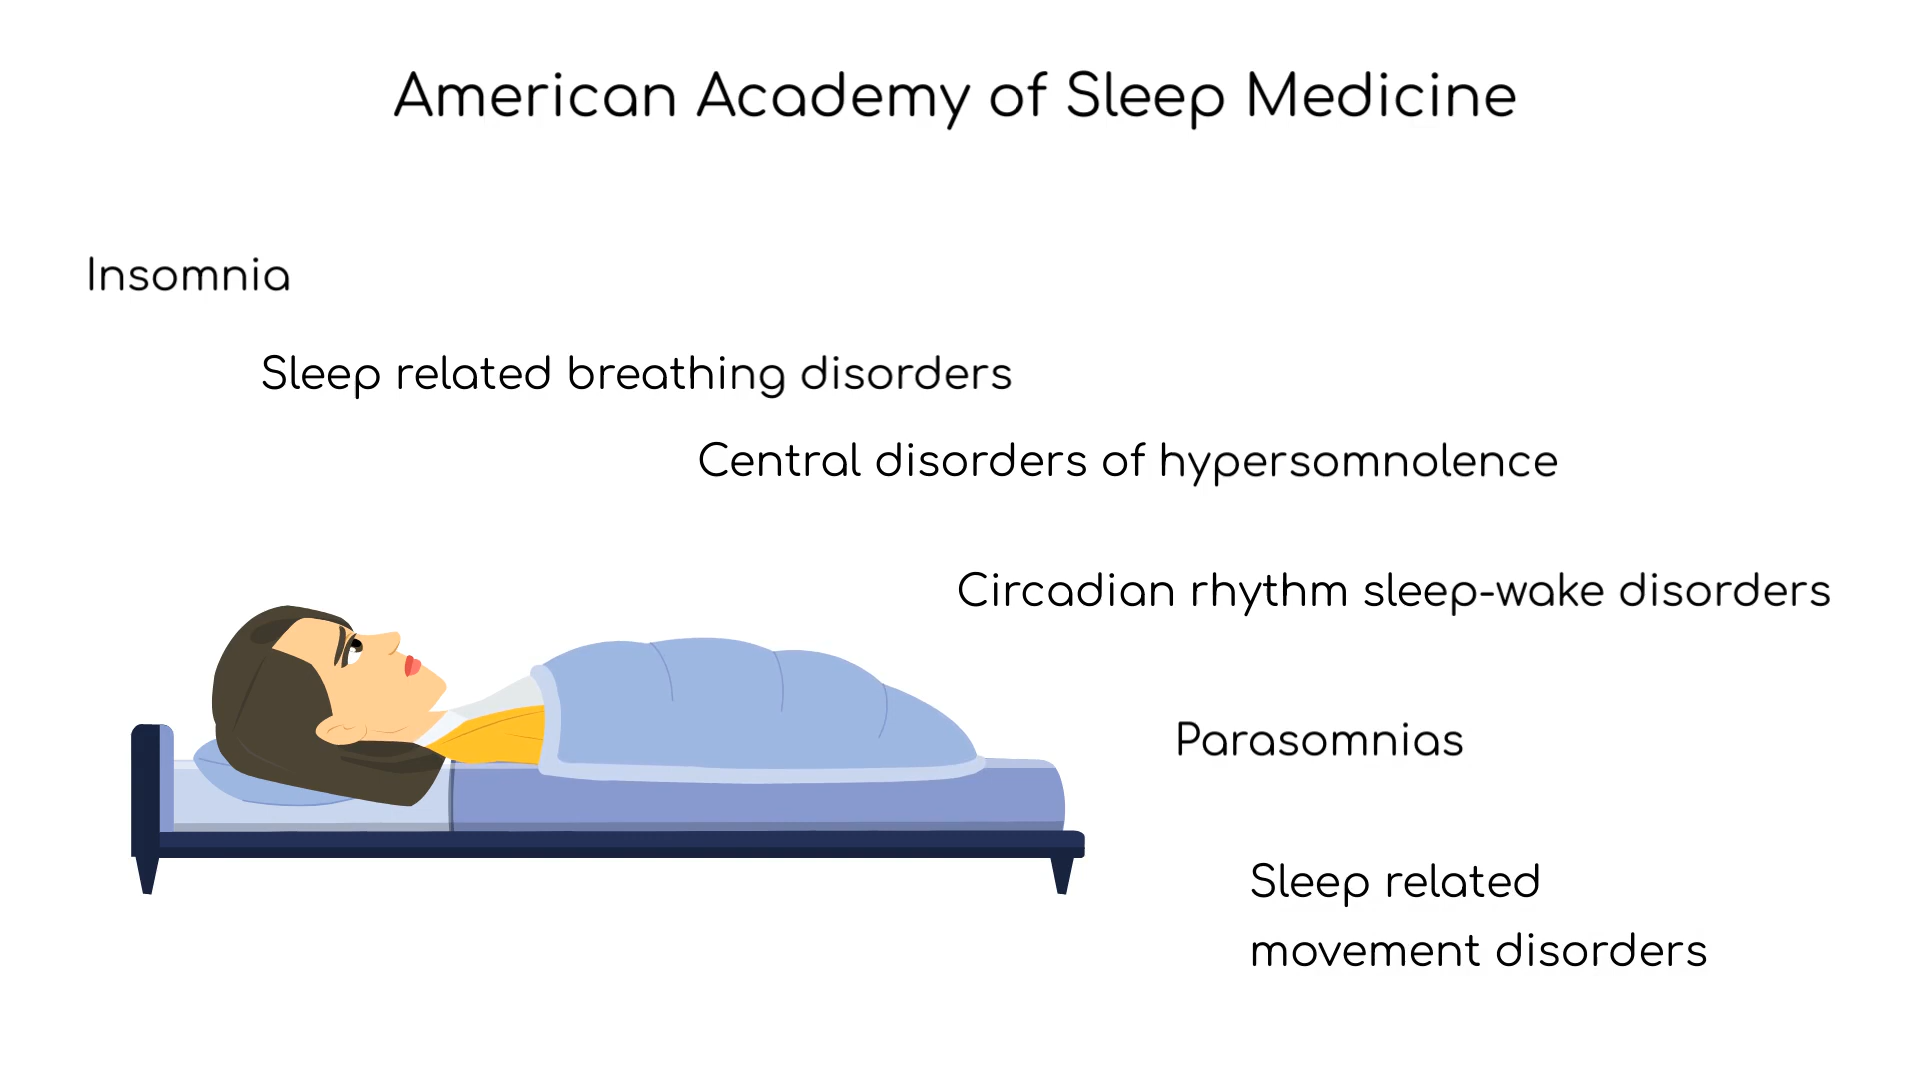 American Academy of Sleep Medicine
Insomnia
Sleep related breathing disorders
Central disorders of hypersomnolence
Circadian rhythm sleep-wake disorders
Parasomnias
Sleep related
movement disorders